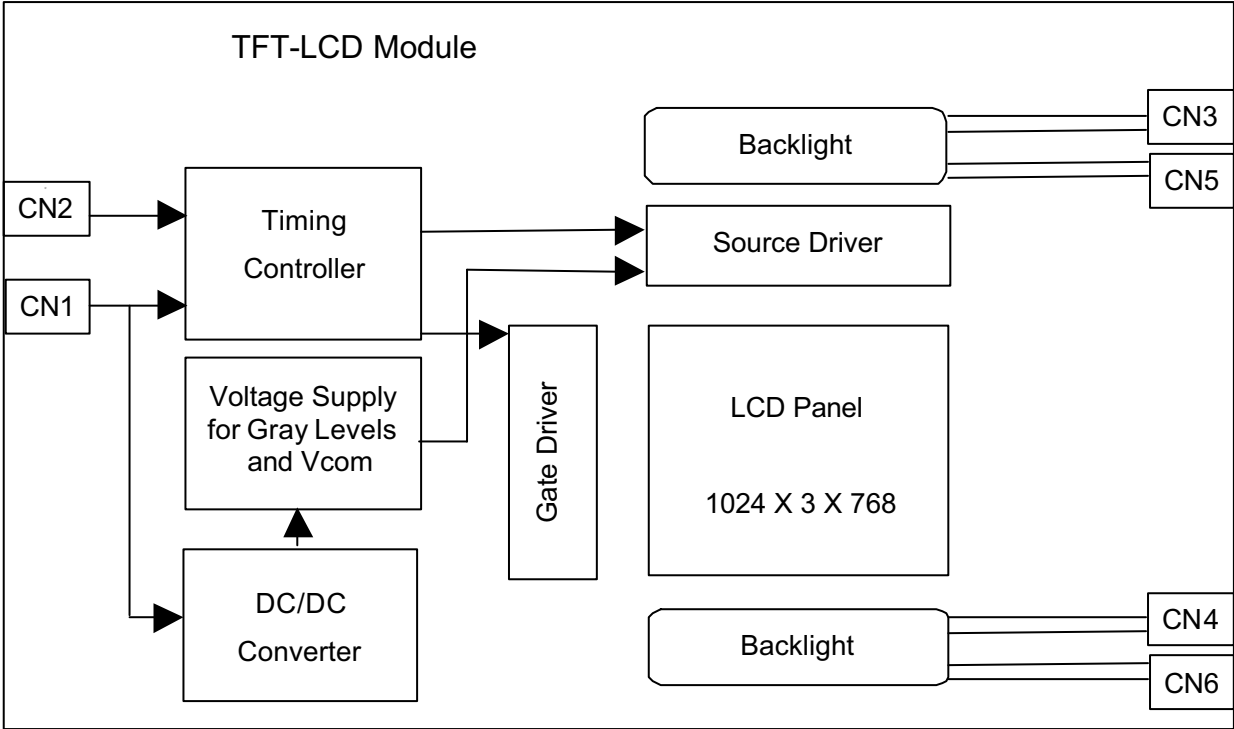 TFT-LCD Module
Backlight
CN3
CN5
CN2
Timing
Controller
Source Driver
CN1
Voltage Supply
for Gray Levels
and Vcom
Gate Driver
LCD Panel
1024 X 3 X 768
DC/DC
Converter
Backlight
CN4
CN6